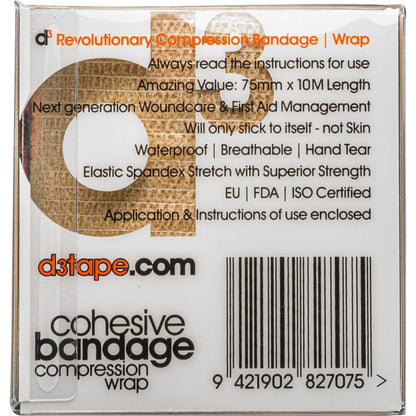 d³ Revolutionary Compression Bandage | Wrap
Always read the instructions for use
Amazing Value: 75mm x 10M Length
Next generation Woundcare & First Aid Management
Will only stick to itself - not Skin
Waterproof | Breathable | Hand Tear
Elastic Spandex Stretch with Superior Strength
EU | FDA | ISO Certified
Application & Instructions of use enclosed
d3
d3tape.com
cohesive
bandage
compression
wrap
9 421902 827075 >